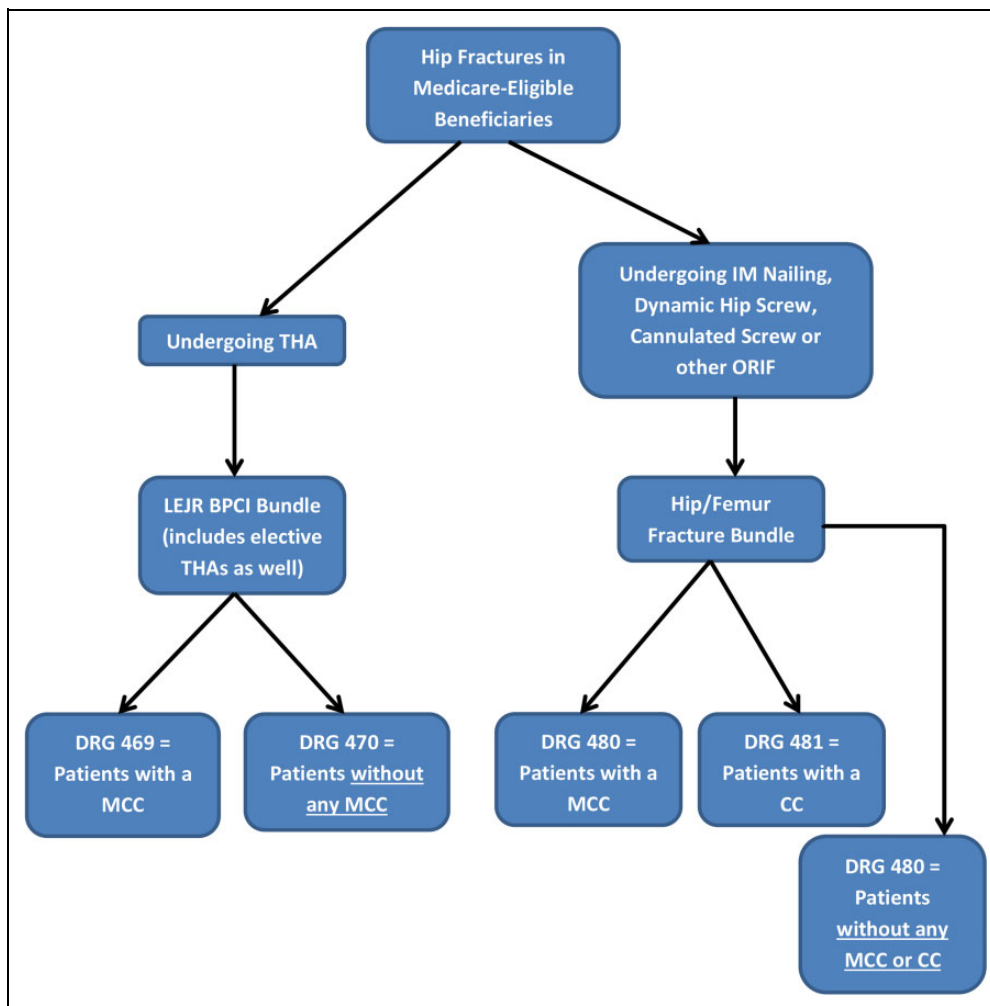 Hip Fractures in
Medicare-Eligible
Beneficiaries
Undergoing THA
Undergoing IM Nailing,
Dynamic Hip Screw,
Cannulated Screw or
other ORIF
LEJR BPCI Bundle
(includes elective
THAs as well)
Hip/Femur
Fracture Bundle
DRG 469 =
Patients with a
MCC
DRG 470 =
Patients without
any MCC
DRG 480 =
Patients with a
MCC
DRG 481 =
Patients with a
CC
DRG 480 =
Patients
without any
MCC or CC